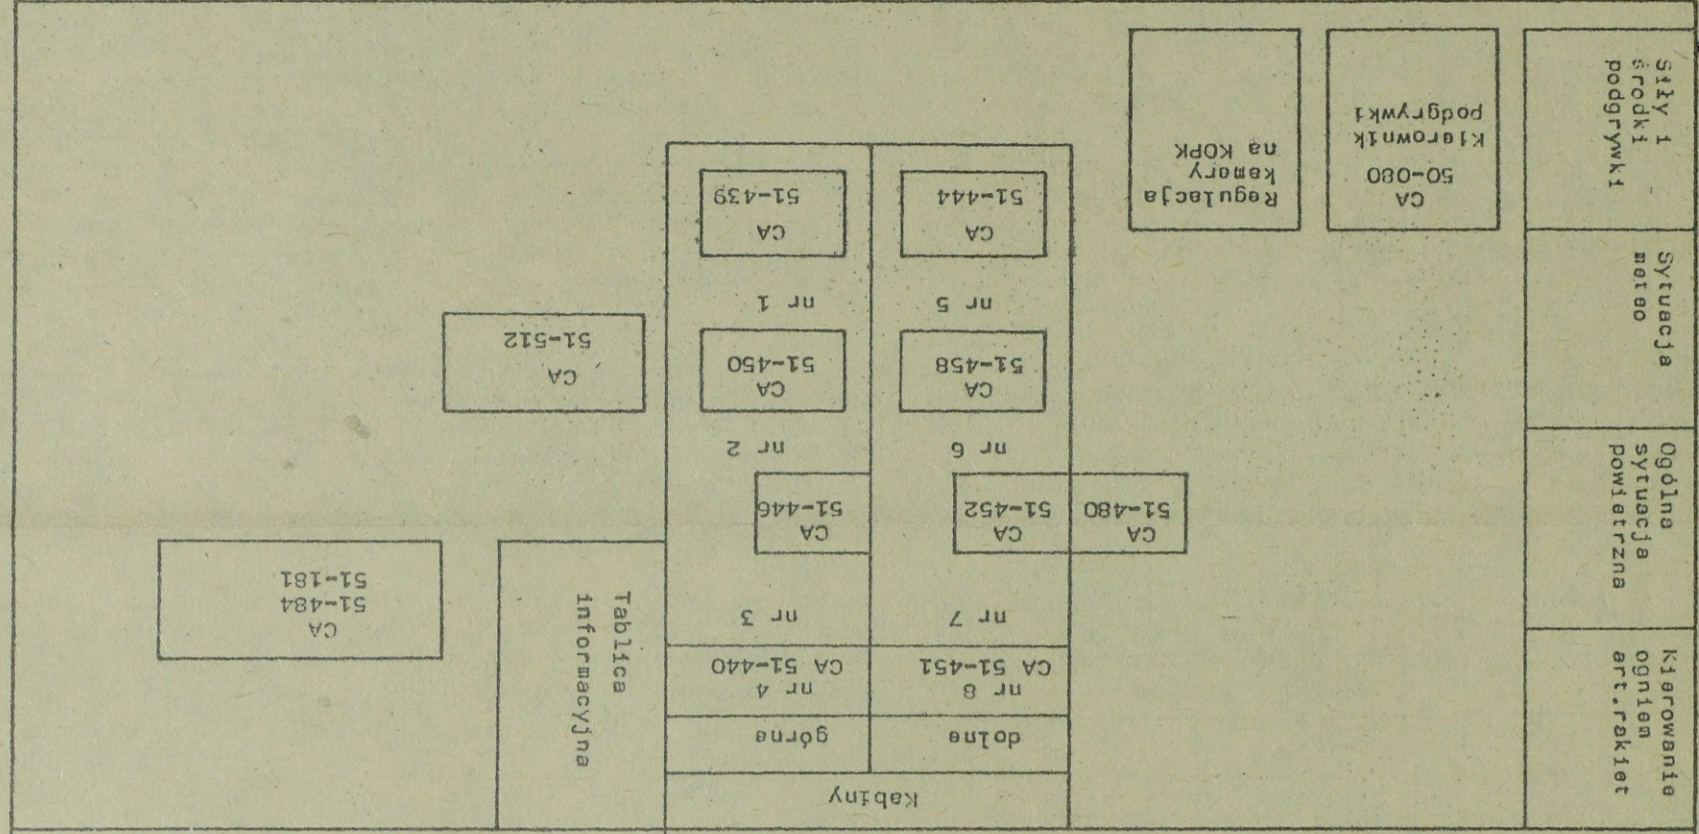 Kabiny
dolne
górne
nr 8
CA 51-451
nr 4
CA 51-440
nr 7
nr 3
CA
51-480
CA
51-452
CA
51-446
nr 6
nr 2
CA
51-458
CA
51-450
nr 5
nr 1
CA
51-444
CA
51-439
Tablica
informacyjna
CA
51-484
51-181
CA
51-512
Kierowanie
ogniem
art.rakiet
Ogólna
sytuacja
powietrzna
Sytuacja
meteo
Siły i
środki
podgrywki
CA
50-080
Kierownik
podgrywki
Regulacja
kamery
na KOPK